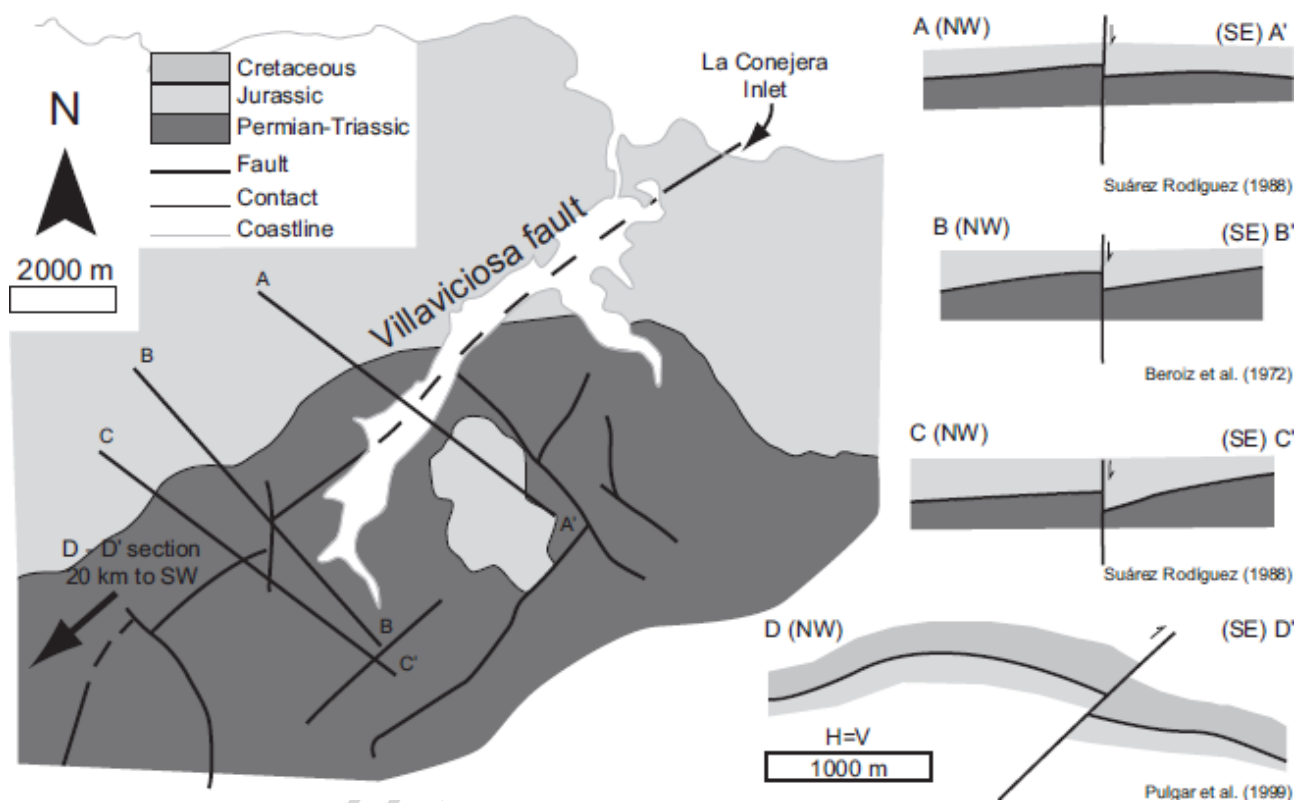 Cretaceous
Jurassic
Permian-Triassic
Fault
Contact
Coastline
N
2000 m
La Conejera
Inlet
Villaviciosa fault
A
B
C
A'
B
C'
D - D' section
20 km to SW
A (NW)
(SE) A'
Suárez Rodíguez (1988)
B (NW)
(SE) B'
Beroiz et al. (1972)
C (NW)
(SE) C'
Suárez Rodíguez (1988)
D (NW)
(SE) D'
H=V
1000 m
Pulgar et al. (1999)